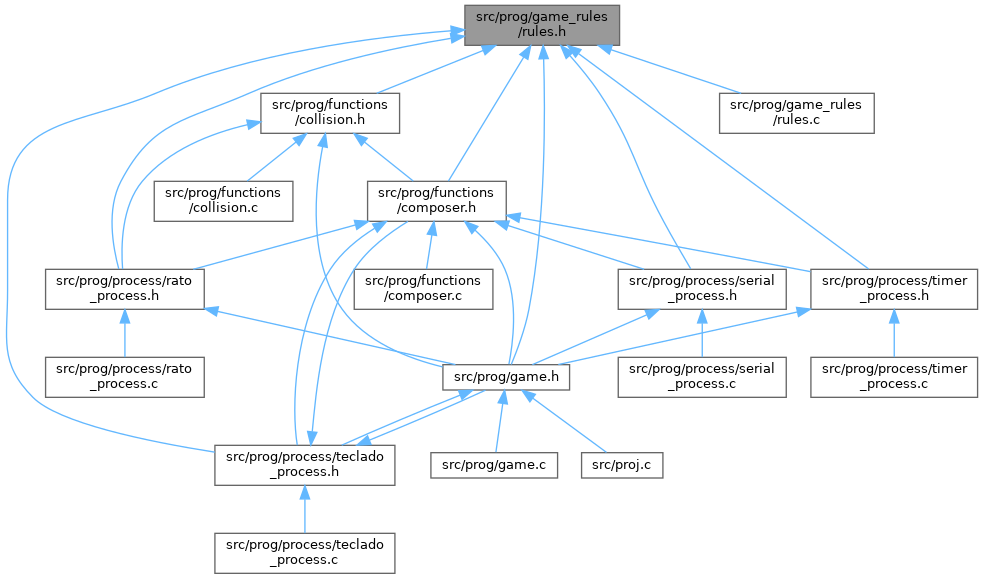 src/prog/game_rules
/rules.h
src/prog/functions
/collision.h
src/prog/game_rules
/rules.c
src/prog/functions
/collision.c
src/prog/functions
/composer.h
src/prog/process/rato
_process.h
src/prog/functions
/composer.c
src/prog/process/serial
_process.h
src/prog/process/timer
_process.h
src/prog/process/rato
_process.c
src/prog/game.h
src/prog/process/serial
_process.c
src/prog/process/timer
_process.c
src/prog/process/teclado
_process.h
src/prog/game.c
src/proj.c
src/prog/process/teclado
_process.c